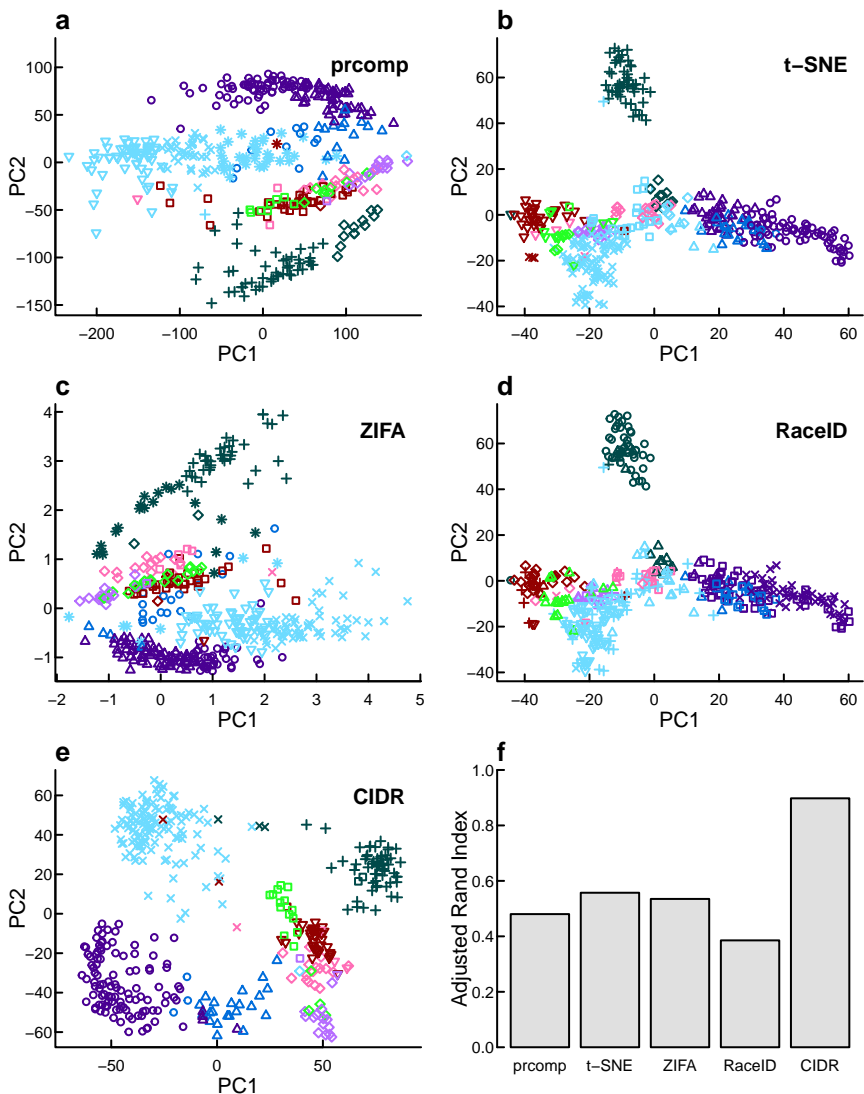 a
prcomp
PC2
100
50
0
−50
−100
−150
−200
−100
0
100
PC1
b
t−SNE
PC2
60
40
20
0
−20
−40
−40
−20
0
20
40
60
PC1
c
ZIFA
PC2
4
3
2
1
0
−1
−2
−1
0
1
2
3
4
5
PC1
d
RaceID
PC2
60
40
20
0
−20
−40
−40
−20
0
20
40
60
PC1
e
CIDR
PC2
60
40
20
0
−20
−40
−60
−50
0
50
PC1
f
Adjusted Rand Index
1.0
0.8
0.6
0.4
0.2
0.0
prcomp
t−SNE
ZIFA
RaceID
CIDR